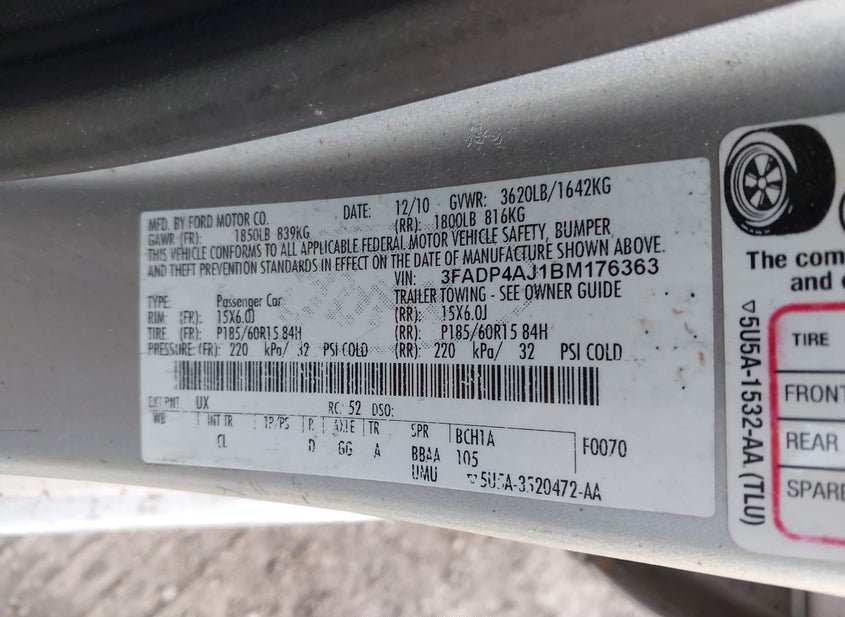 MFD. BY FORD MOTOR CO.
DATE: 12/10 GVWR: 3620LB/1642KG
GAWR (FR): 1850LB 839KG (RR): 1800LB 816KG
THIS VEHICLE CONFORMS TO ALL APPLICABLE FEDERAL MOTOR VEHICLE SAFETY, BUMPER
AND THEFT PREVENTION STANDARDS IN EFFECT ON THE DATE OF MANUFACTURE SHOWN ABOVE.
VIN: 3FADP4AJ1BM176363
TYPE: Passenger Car TRAILER TOWING - SEE OWNER GUIDE
RIM: (FR): 15X6.0J (RR): 15X6.0J
TIRE: (FR): P185/60R15 84H (RR): P185/60R15 84H
PRESSURE: (FR): 220 kPa/ 32 PSI COLD (RR): 220 kPa/ 32 PSI COLD
EXT PNT: UX RC: 52 DSO:
WB INT TR TP/PS R AXLE TR SPR BCH1A F0070
CL D GG A BBAA 105
UMU ▽5U5A-3520472-AA
The
and
▽5U5A-1532-AA (TLU)
TIRE
FRONT
REAR
SPARE